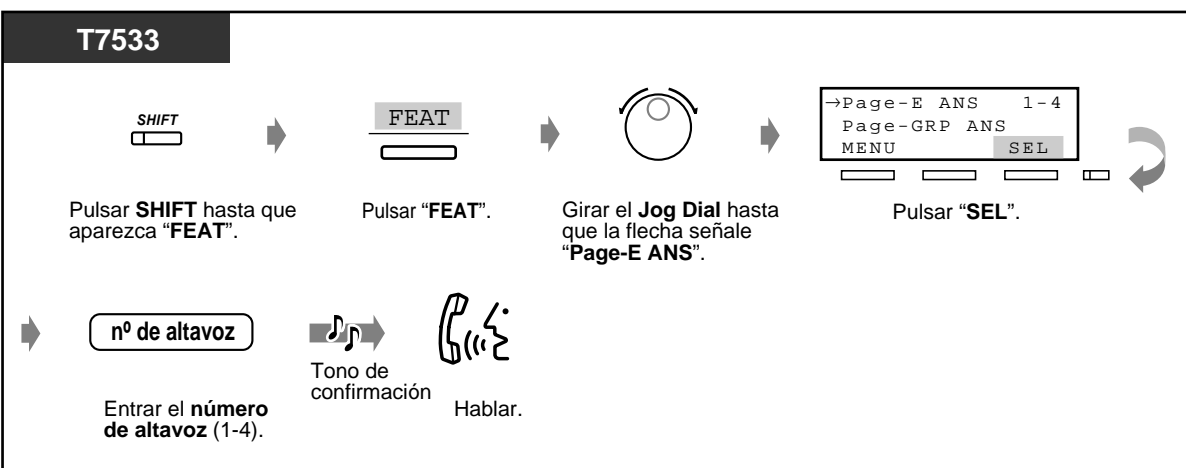 T7533
SHIFT
FEAT
→Page-E ANS 1-4
Page-GRP ANS
MENU SEL
Pulsar SHIFT hasta que
aparezca “FEAT”.
Pulsar “FEAT”.
Girar el Jog Dial hasta
que la flecha señale
“Page-E ANS”.
Pulsar “SEL”.
nº de altavoz
Entrar el número
de altavoz (1-4).
Tono de
confirmación
Hablar.